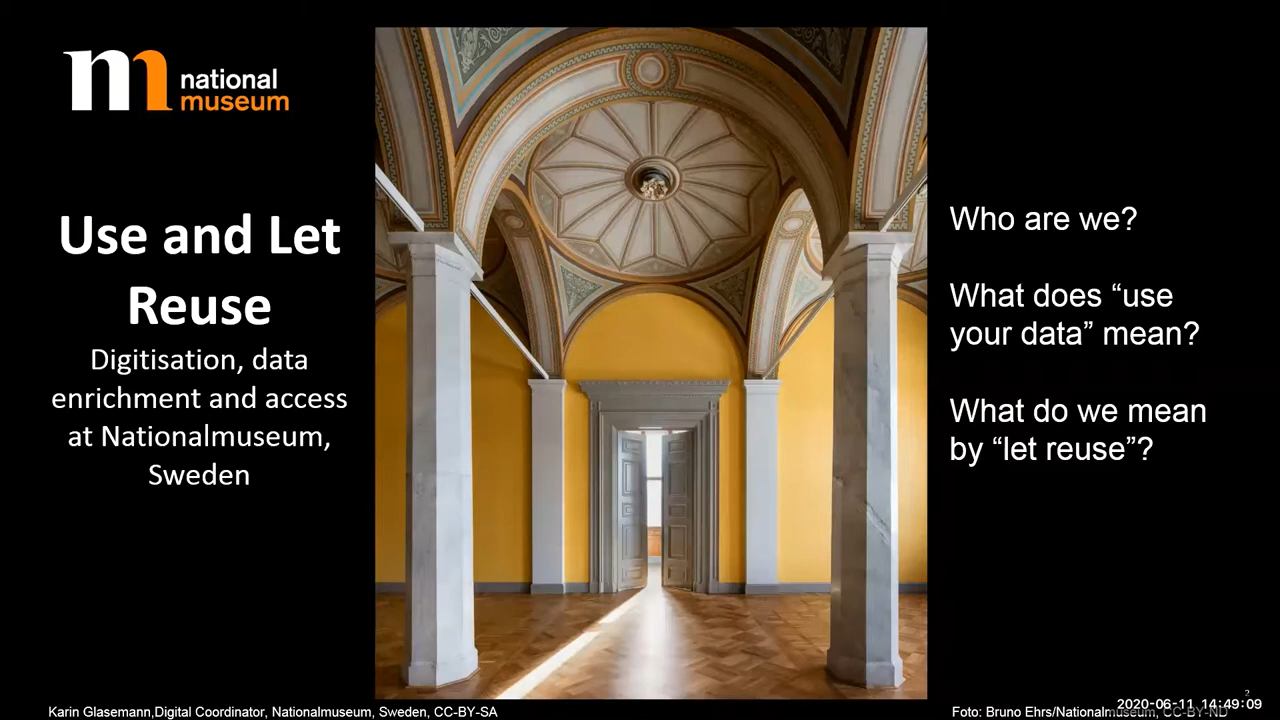 national
museum
Use and Let
Reuse
Digitisation, data
enrichment and access
at Nationalmuseum,
Sweden
Who are we?
What does “use
your data” mean?
What do we mean
by “let reuse”?
Karin Glasemann,Digital Coordinator, Nationalmuseum, Sweden, CC-BY-SA
2
2020-06-11 14:49:09
Foto: Bruno Ehrs/Nationalmuseum, CC-BY-ND